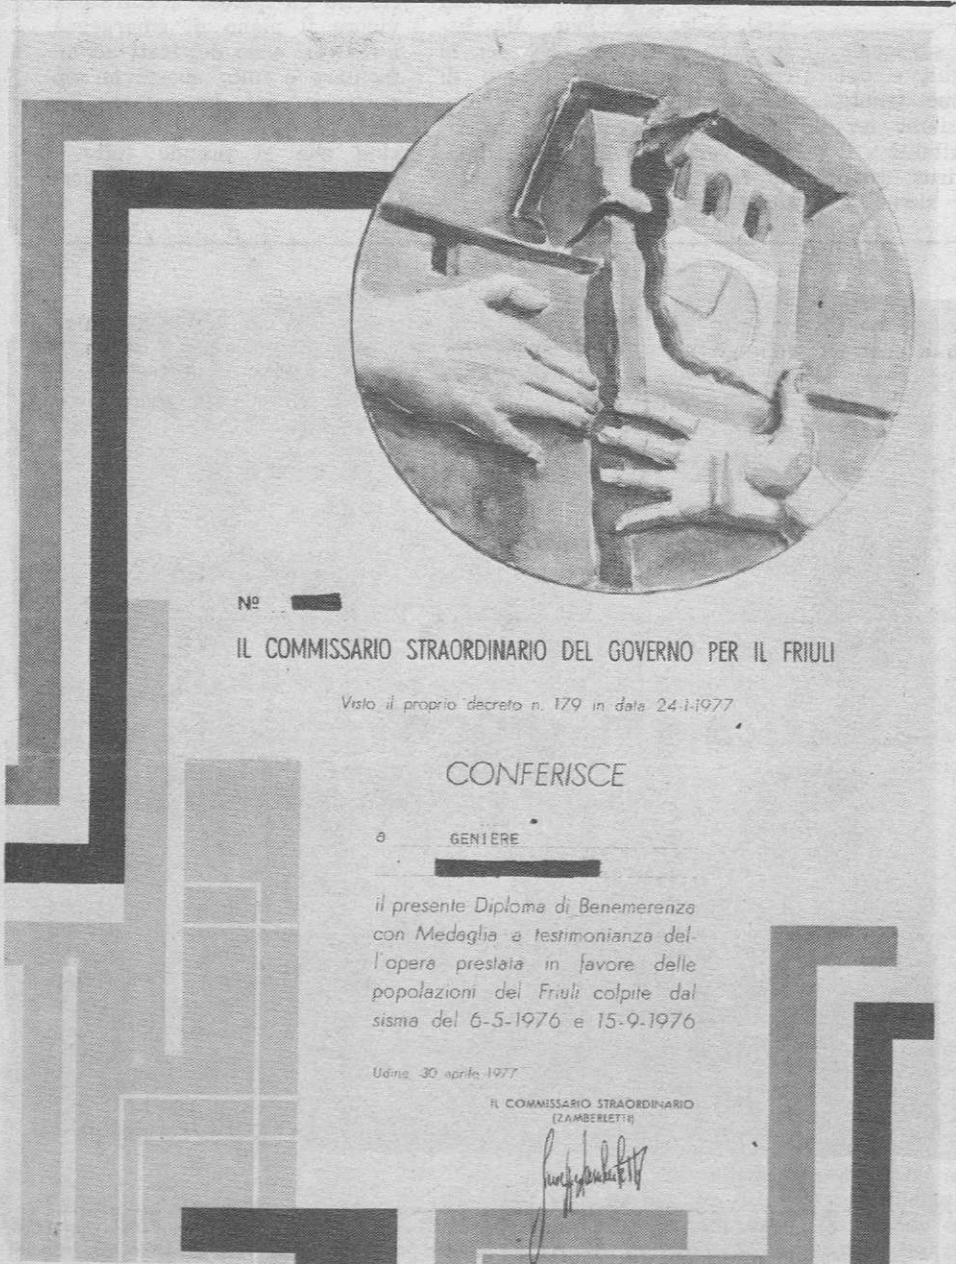 Nº
IL COMMISSARIO STRAORDINARIO DEL GOVERNO PER IL FRIULI
Visto il proprio decreto n. 179 in data 24-1-1977
CONFERISCE
a GENIERE
il presente Diploma di Benemerenza
con Medaglia a testimonianza del-
l'opera prestata in favore delle
popolazioni del Friuli colpite dal
sisma del 6-5-1976 e 15-9-1976
Udine 30 aprile 1977
IL COMMISSARIO STRAORDINARIO
(ZAMBERLETTI)